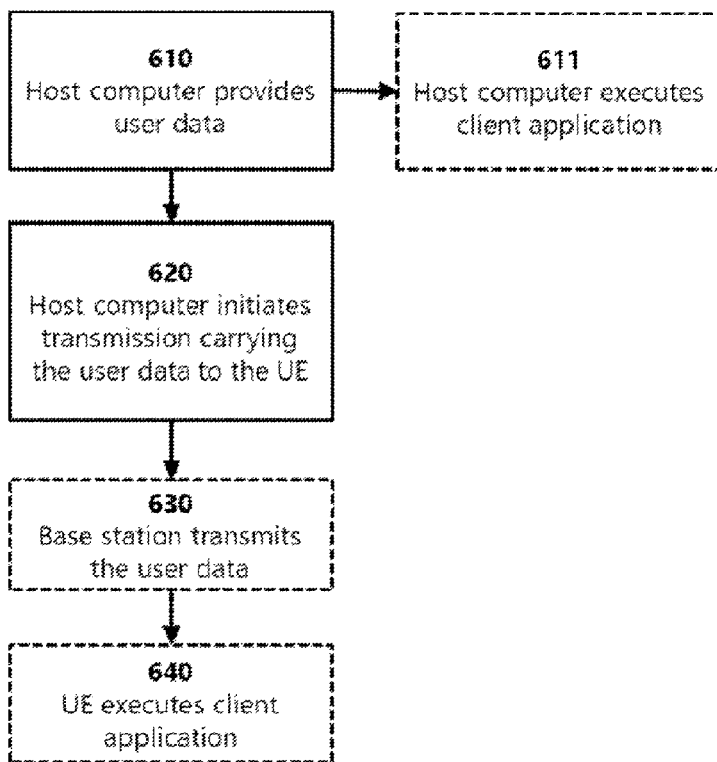 610
Host computer provides
user data
611
Host computer executes
client application
620
Host computer initiates
transmission carrying
the user data to the UE
630
Base station transmits
the user data
640
UE executes client
application